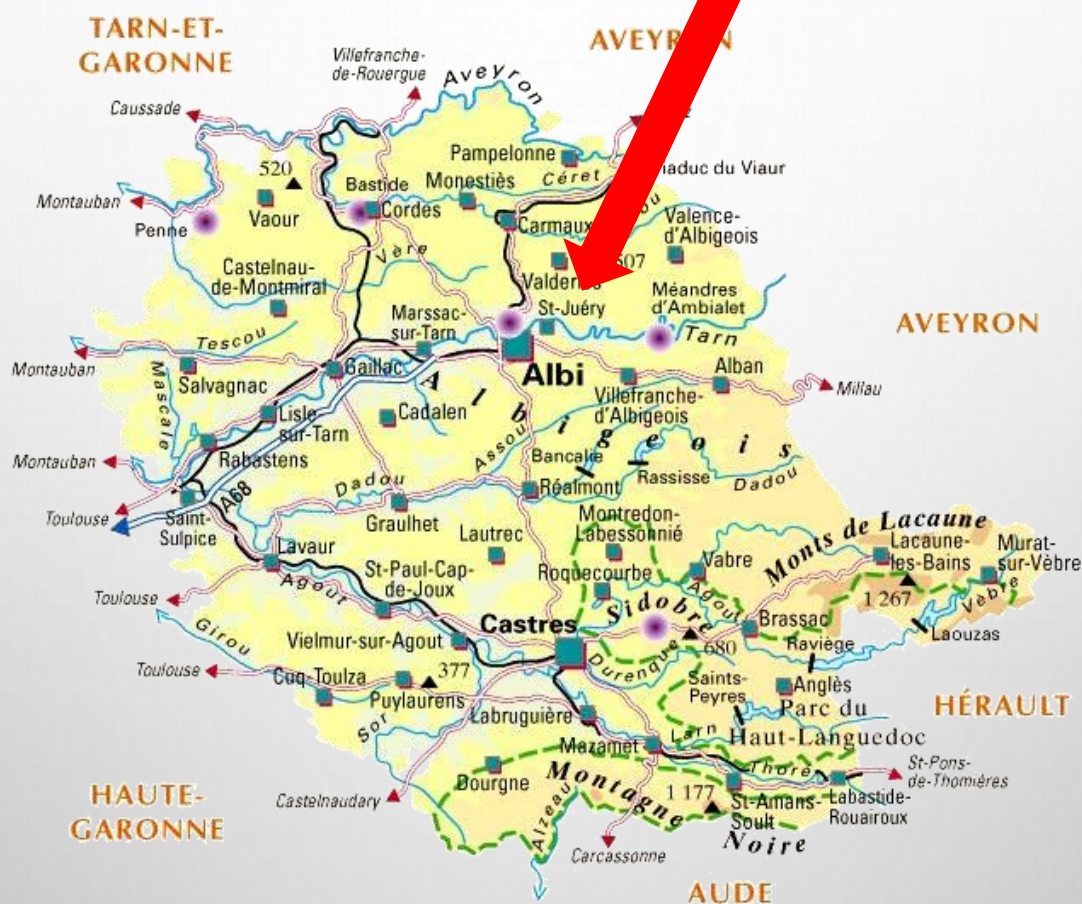 TARN-ET-
GARONNE
AVEYRON
Villefranche-
de-Rouergue
Aveyron
Caussade
Pampelonne
Viaduc du Viaur
520
Bastide
Monestiès
Céret
Montauban
Vaour
Cordes
Penne
Carmaux
Valence-
d'Albigeois
Vère
Castelnau-
de-Montmiral
Valderiès
607
St-Juéry
Méandres
d'Ambialet
Marssac-
sur-Tarn
Tescou
Tarn
AVEYRON
Montauban
Salvagnac
Gaillac
Albi
Alban
Millau
Mascale
Villefranche-
d'Albigeois
Albigeois
Cadalen
Lisle-
sur-Tarn
Assou
Bancalié
Montauban
Rabastens
Rassisse
Dadou
Dadou
Réalmont
Toulouse
A68
Saint-
Sulpice
Graulhet
Montredon-
Labessonnié
Monts de Lacaune
Lautrec
Lavaur
Vabre
Lacaune-
les-Bains
Murat-
sur-Vèbre
St-Paul-Cap-
de-Joux
Roquecourbe
Agout
Agout
1 267
Vèbre
Toulouse
Sidobre
Brassac
Girou
Castres
Laouzas
Vielmur-sur-Agout
680
Raviège
Durenque
Toulouse
Cuq Toulza
377
Puylaurens
Saints-
Peyres
Anglès
Parc du
Haut-Languedoc
HÉRAULT
Sor
Labruguière
Larn
Mazamet
Thoré
St-Pons-
de-Thomières
Dourgne
HAUTE-
GARONNE
Castelnaudary
Montagne
Noire
1 177
St-Amans-
Soult
Labastide-
Rouairoux
Alzeau
Carcassonne
AUDE